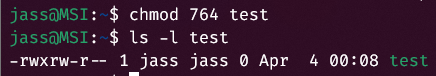 jass@MSI:~$ chmod 764 test
jass@MSI:~$ ls -l test
-rwxrw-r-- 1 jass jass 0 Apr  4 00:08 test